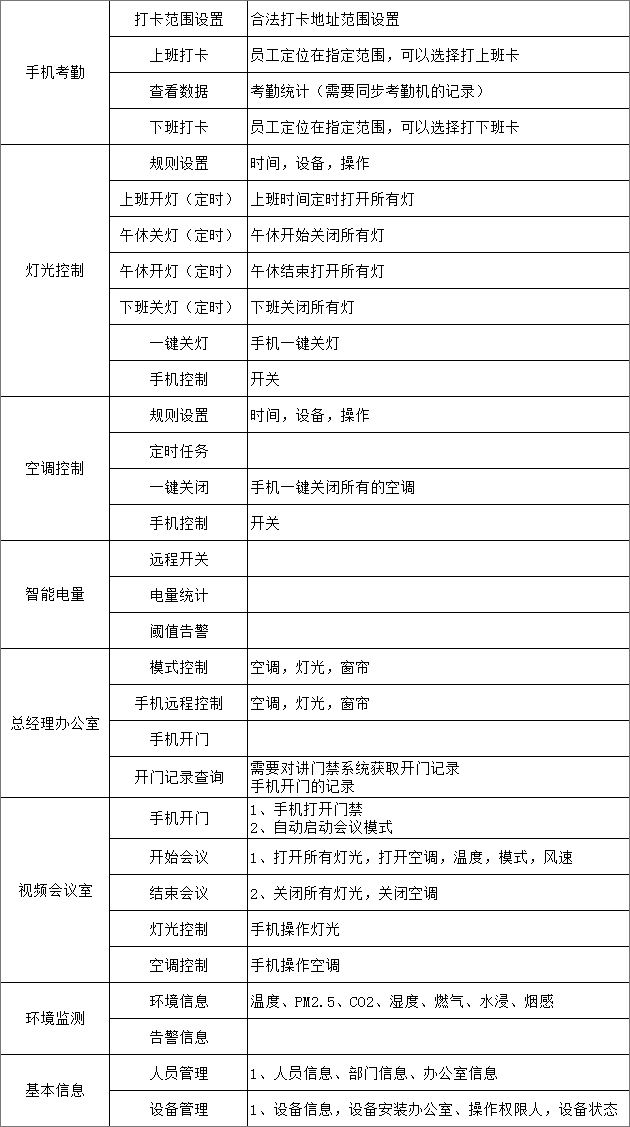 手机考勤
打卡范围设置 合法打卡地址范围设置
上班打卡 员工定位在指定范围，可以选择打上班卡
查看数据 考勤统计（需要同步考勤机的记录）
下班打卡 员工定位在指定范围，可以选择打下班卡
灯光控制
规则设置 时间，设备，操作
上班开灯（定时） 上班时间定时打开所有灯
午休关灯（定时） 午休开始关闭所有灯
午休开灯（定时） 午休结束打开所有灯
下班关灯（定时） 下班关闭所有灯
一键关灯 手机一键关灯
手机控制 开关
空调控制
规则设置 时间，设备，操作
定时任务
一键关闭 手机一键关闭所有的空调
手机控制 开关
智能电量
远程开关
电量统计
阈值告警
总经理办公室
模式控制 空调，灯光，窗帘
手机远程控制 空调，灯光，窗帘
手机开门
开门记录查询 需要对讲门禁系统获取开门记录
手机开门的记录
视频会议室
手机开门 1、手机打开门禁
2、自动启动会议模式
开始会议 1、打开所有灯光，打开空调，温度，模式，风速
结束会议 2、关闭所有灯光，关闭空调
灯光控制 手机操作灯光
空调控制 手机操作空调
环境监测
环境信息 温度、PM2.5、CO2、湿度、燃气、水浸、烟感
告警信息
基本信息
人员管理 1、人员信息、部门信息、办公室信息
设备管理 1、设备信息，设备安装办公室、操作权限人，设备状态